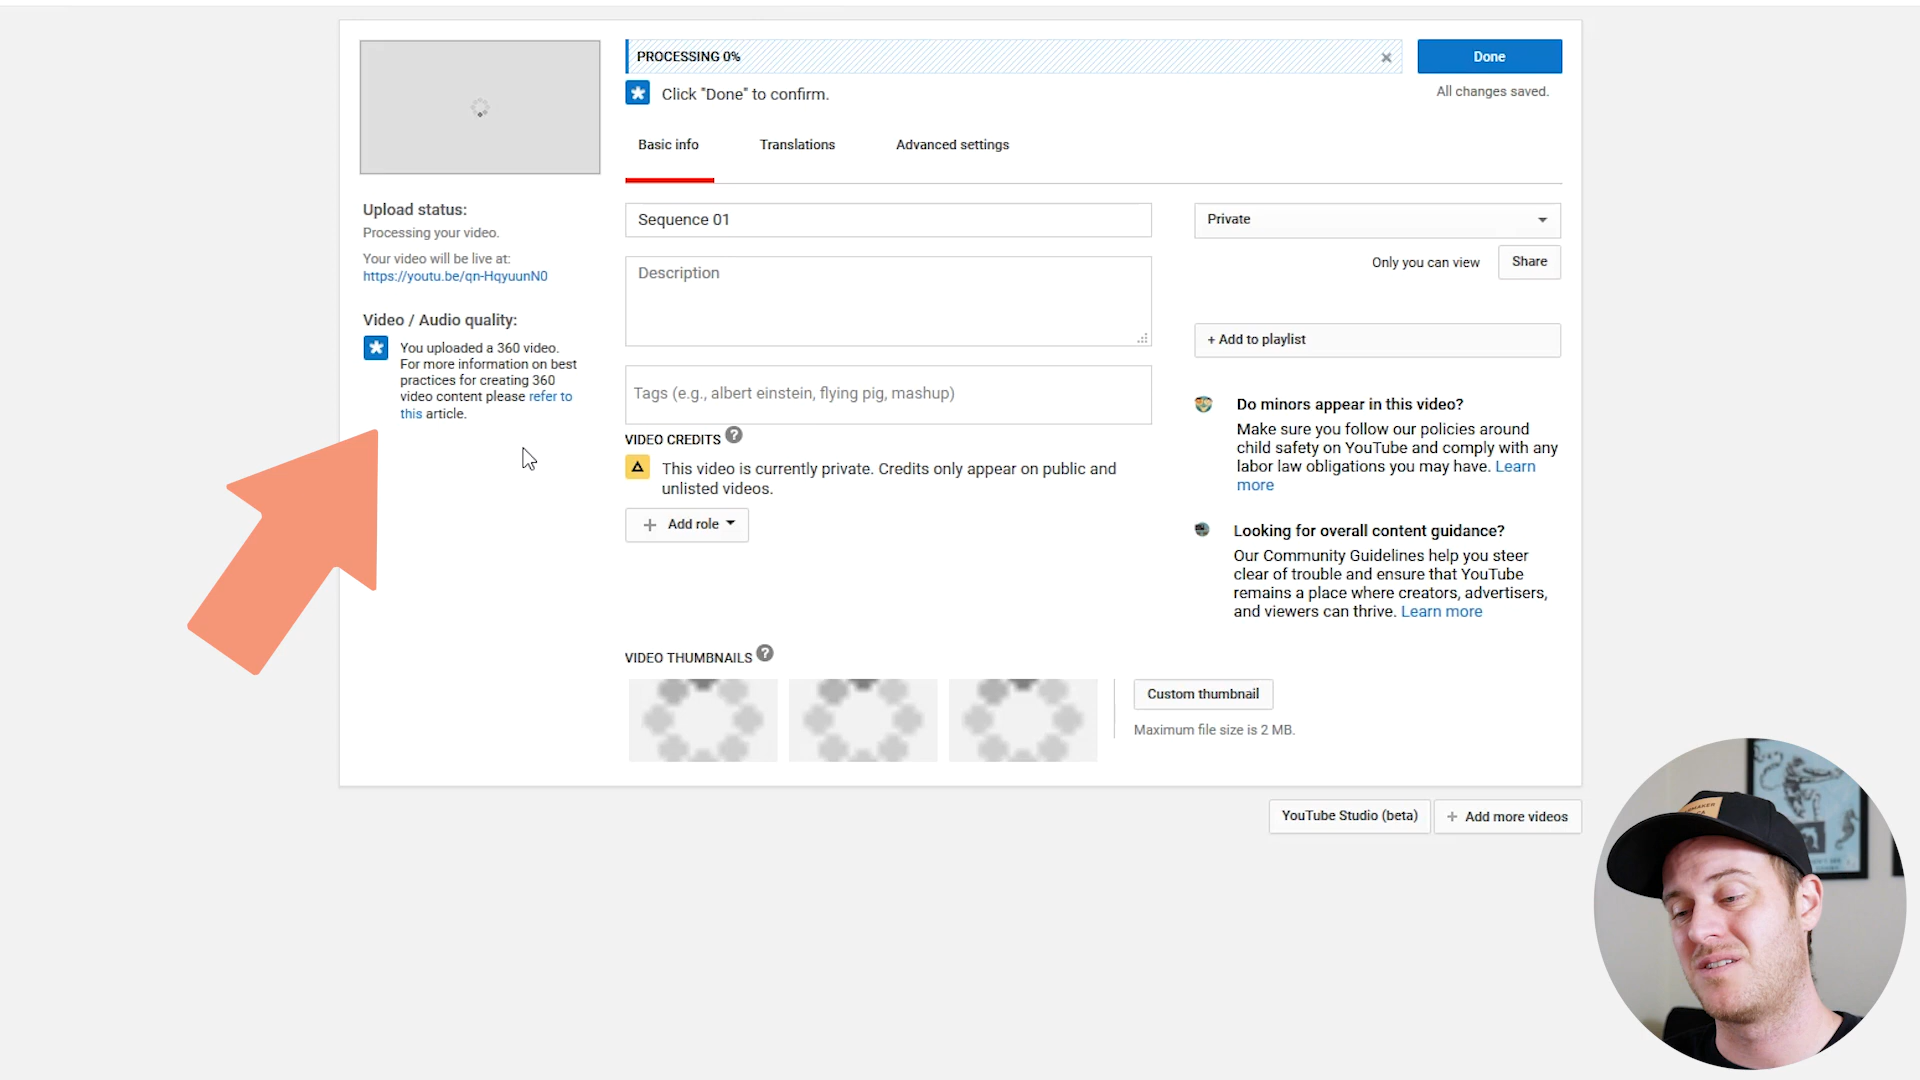 PROCESSING 0%
Done
Click "Done" to confirm.
All changes saved.
Basic info
Translations
Advanced settings
Upload status:
Processing your video.
Your video will be live at:
https://youtu.be/qn-HqyuunN0
Video / Audio quality:
You uploaded a 360 video.
For more information on best
practices for creating 360
video content please refer to
this article.
Sequence 01
Description
Tags (e.g., albert einstein, flying pig, mashup)
VIDEO CREDITS ?
This video is currently private. Credits only appear on public and
unlisted videos.
+ Add role
Private
Only you can view
Share
+ Add to playlist
Do minors appear in this video?
Make sure you follow our policies around
child safety on YouTube and comply with any
labor law obligations you may have. Learn
more
Looking for overall content guidance?
Our Community Guidelines help you steer
clear of trouble and ensure that YouTube
remains a place where creators, advertisers,
and viewers can thrive. Learn more
VIDEO THUMBNAILS ?
Custom thumbnail
Maximum file size is 2 MB.
YouTube Studio (beta)
+ Add more videos